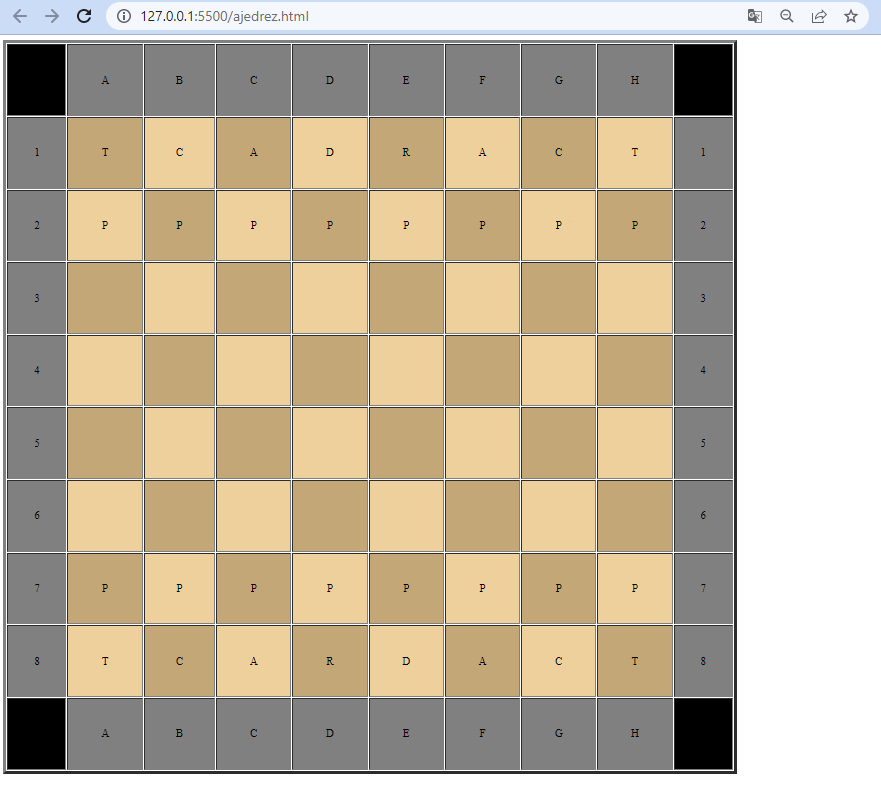 127.0.0.1:5500/ajedrez.html
A B C D E F G H
1 T C A D R A C T 1
2 P P P P P P P P 2
3 3
4 4
5 5
6 6
7 P P P P P P P P 7
8 T C A R D A C T 8
A B C D E F G H